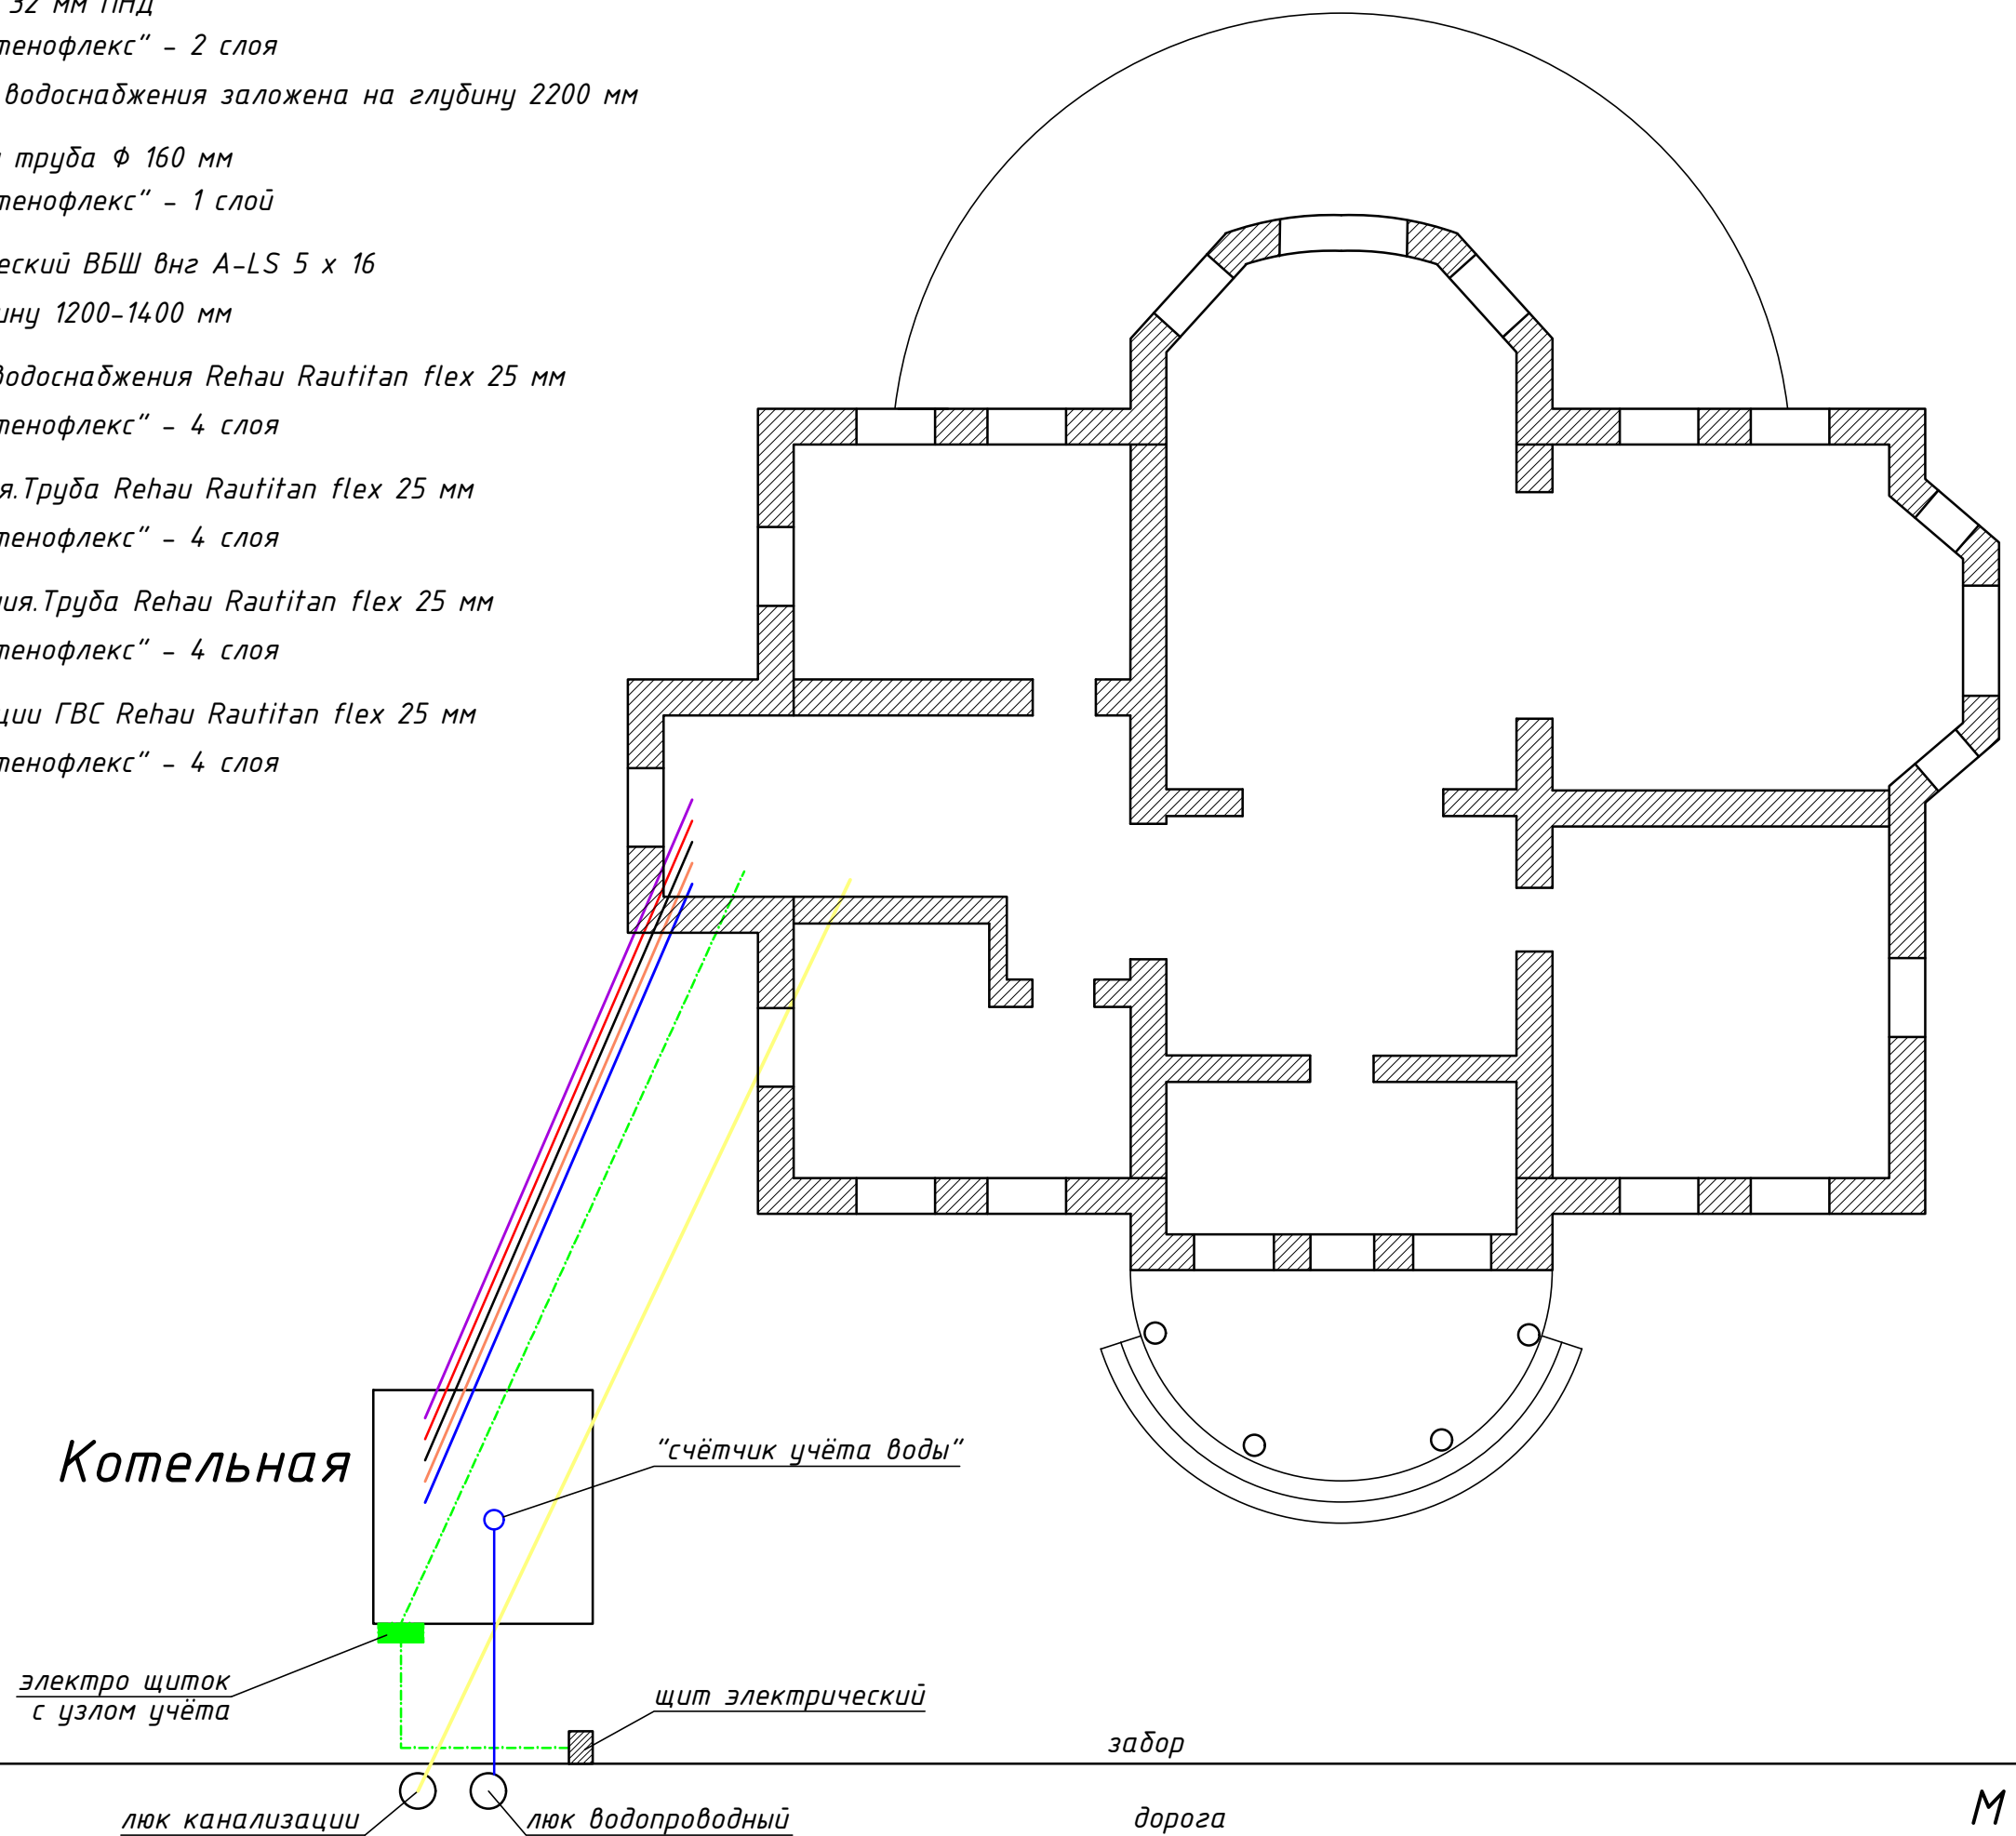 32 мм ПНД
тенофлекс" - 2 слоя
водоснабжения заложена на глубину 2200 мм
труба Ф 160 мм
тенофлекс" - 1 слой
еский ВБШ внг А-LS 5 х 16
ину 1200-1400 мм
водоснабжения Rehau Rautitan flex 25 мм
тенофлекс" - 4 слоя
я.Труба Rehau Rautitan flex 25 мм
тенофлекс" - 4 слоя
ия.Труба Rehau Rautitan flex 25 мм
тенофлекс" - 4 слоя
ции ГВС Rehau Rautitan flex 25 мм
тенофлекс" - 4 слоя
Котельная
"счётчик учёта воды"
электро щиток
с узлом учёта
щит электрический
забор
люк канализации
люк водопроводный
дорога
М